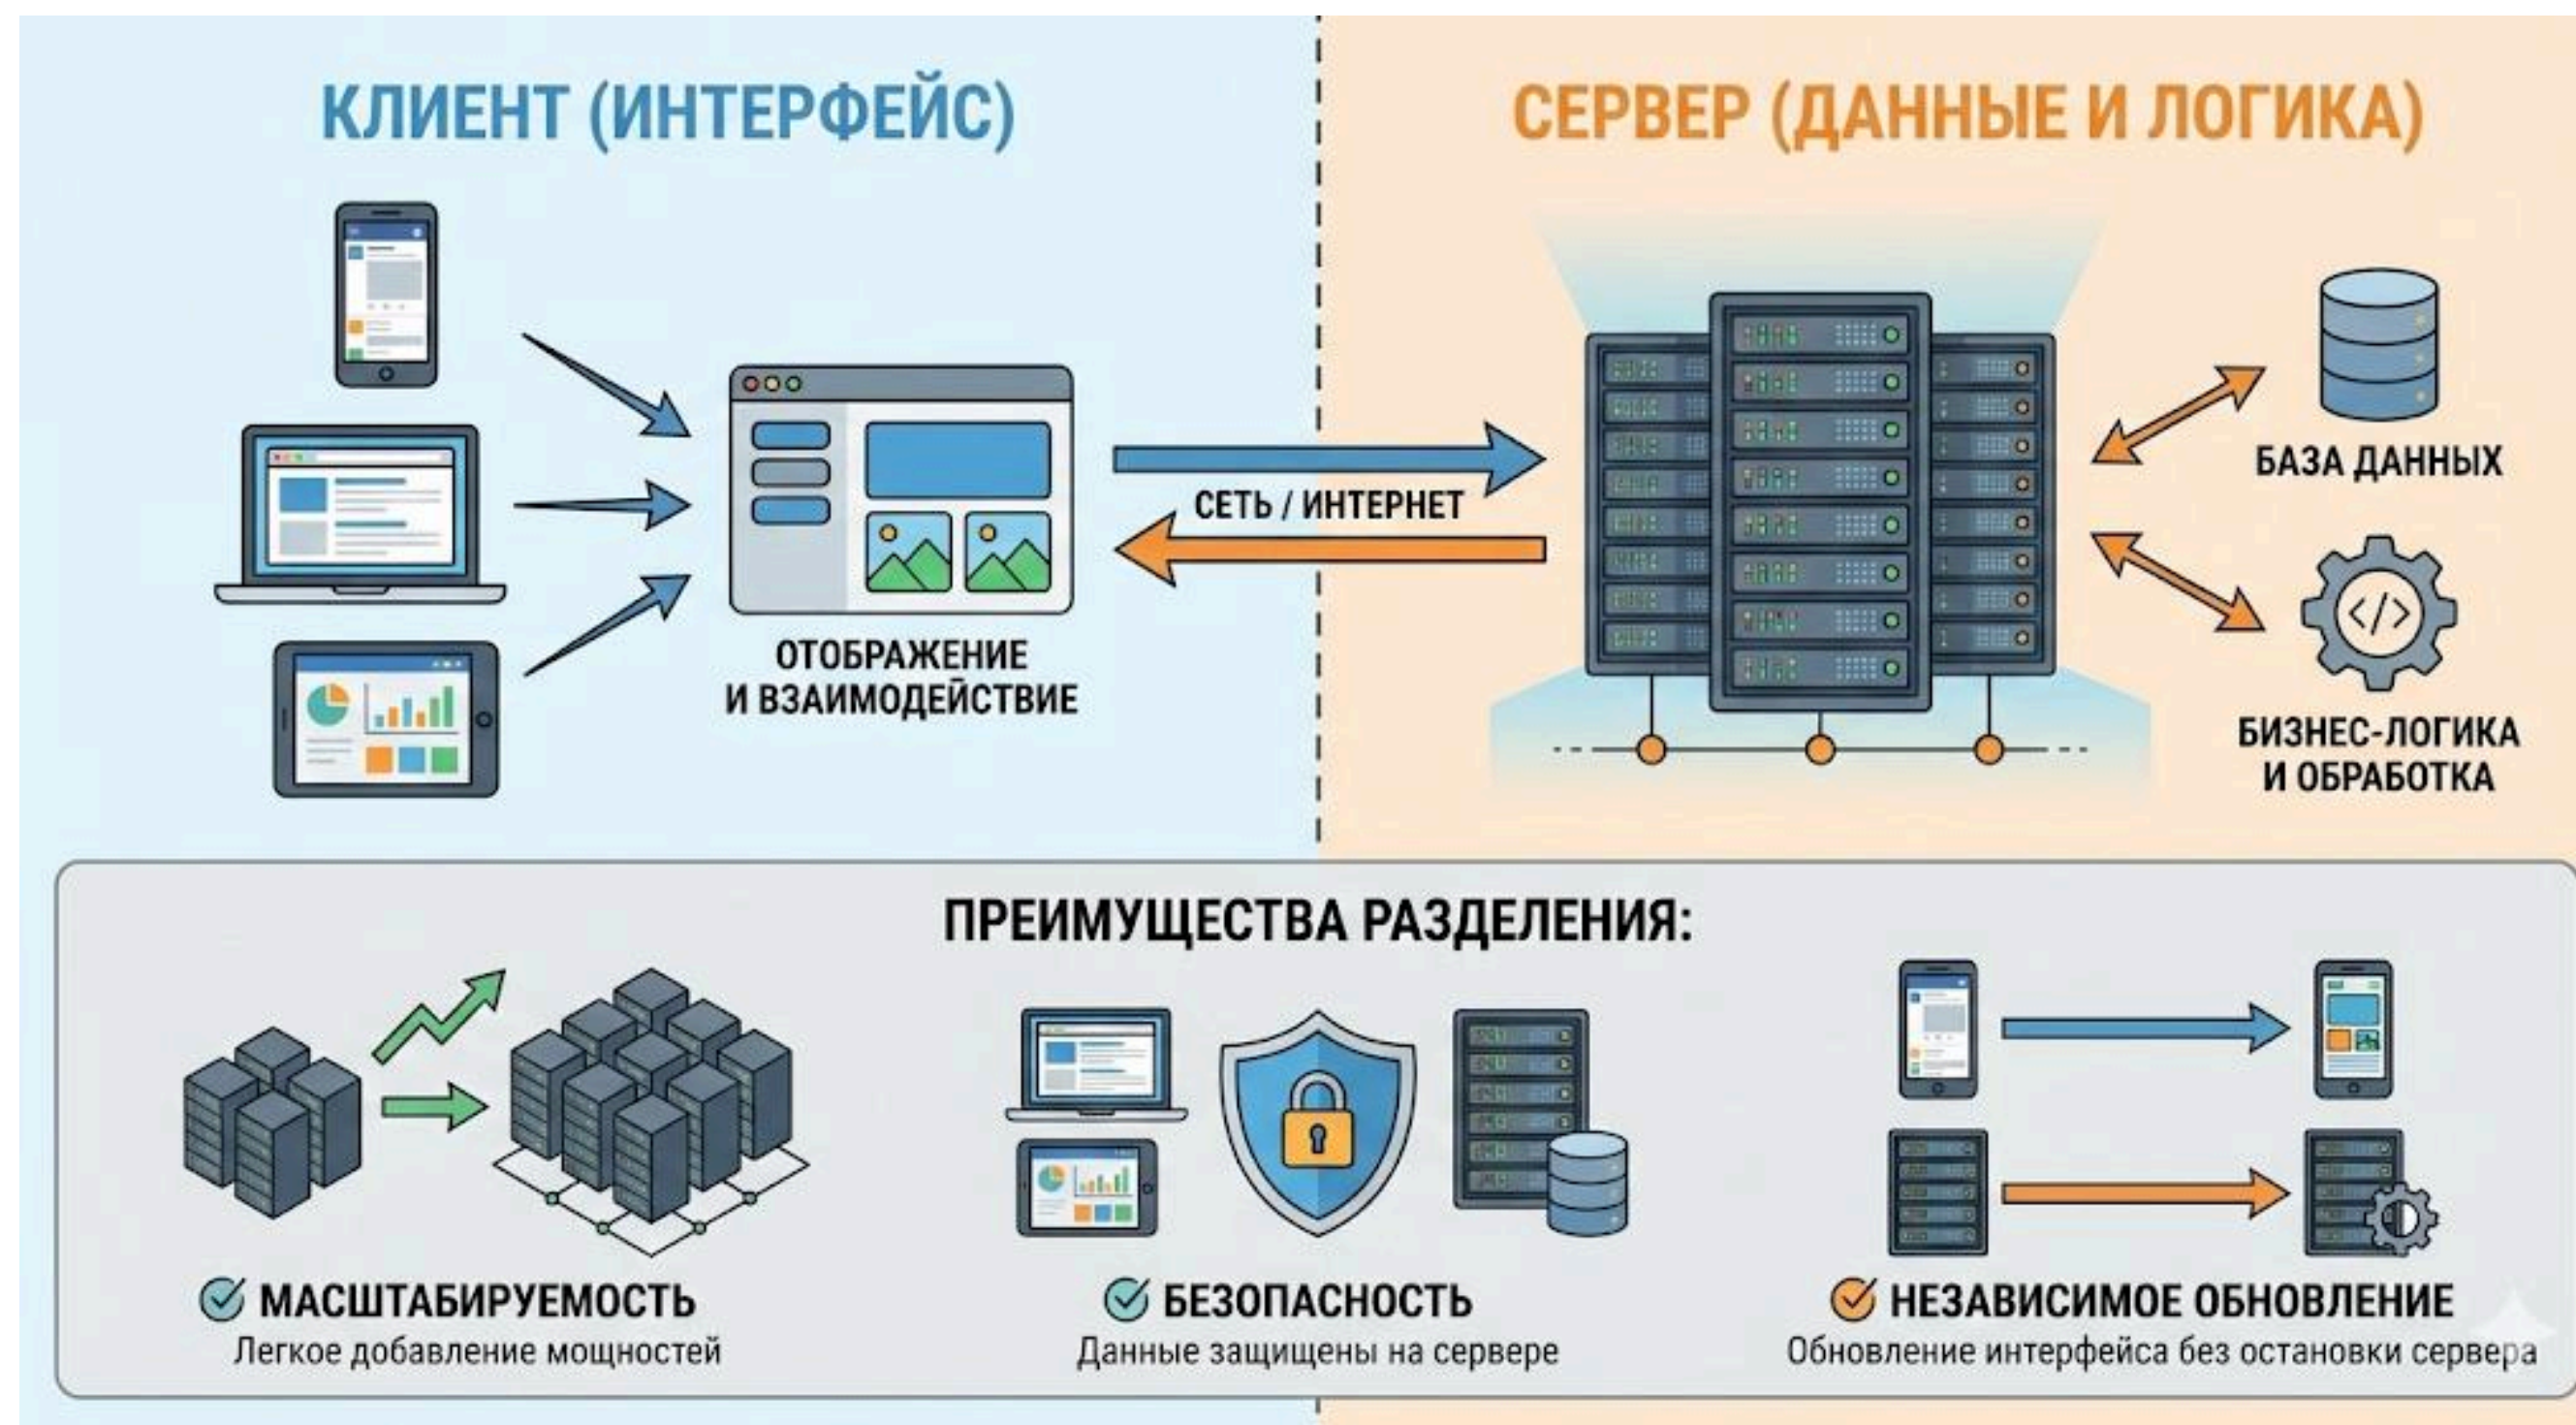 КЛИЕНТ (ИНТЕРФЕЙС)
СЕРВЕР (ДАННЫЕ И ЛОГИКА)
СЕТЬ / ИНТЕРНЕТ
ОТОБРАЖЕНИЕ
И ВЗАИМОДЕЙСТВИЕ
БАЗА ДАННЫХ
</>
БИЗНЕС-ЛОГИКА
И ОБРАБОТКА
ПРЕИМУЩЕСТВА РАЗДЕЛЕНИЯ:
МАСШТАБИРУЕМОСТЬ
Легкое добавление мощностей
БЕЗОПАСНОСТЬ
Данные защищены на сервере
НЕЗАВИСИМОЕ ОБНОВЛЕНИЕ
Обновление интерфейса без остановки сервера